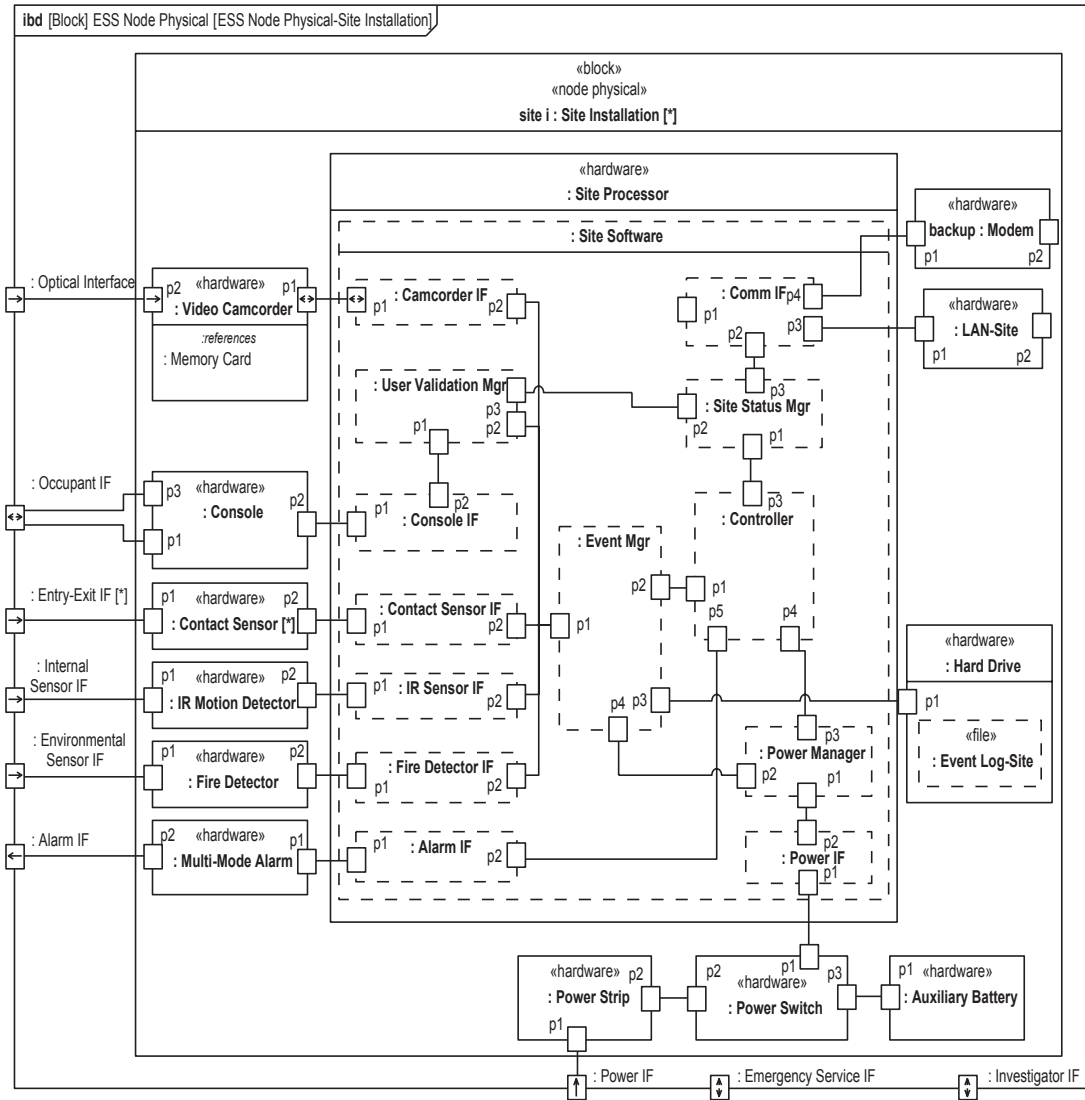 ibd [Block] ESS Node Physical [ESS Node Physical-Site Installation]
«block»
«node physical»
site i : Site Installation [*]
«hardware»
: Site Processor
: Site Software
«hardware»
backup : Modem
p1
p2
«hardware»
: LAN-Site
p1
p2
: Optical Interface
p2
«hardware»
p1
: Video Camcorder
:references
: Memory Card
: Camcorder IF
p1
p2
: Comm IF
p4
p1
p2
p3
: User Validation Mgr
p3
p1
p2
p3
: Site Status Mgr
p2
p1
: Occupant IF
p3
«hardware»
p2
: Console
p1
p1
p2
: Console IF
p3
: Controller
p1
p5
p4
: Event Mgr
p2
p1
p3
p4
: Entry-Exit IF [*]
p1
«hardware»
p2
: Contact Sensor [*]
: Contact Sensor IF
p1
p2
: Internal
Sensor IF
p1
«hardware»
p2
: IR Motion Detector
p1
: IR Sensor IF
p2
«hardware»
: Hard Drive
p1
«file»
: Event Log-Site
: Environmental
Sensor IF
p1
«hardware»
p2
: Fire Detector
: Fire Detector IF
p1
p2
p3
: Power Manager
p2
p1
: Alarm IF
p2
«hardware»
p1
: Multi-Mode Alarm
p1
: Alarm IF
p2
p2
: Power IF
p1
«hardware»
p2
: Power Strip
p1
p2
p1
p3
«hardware»
: Power Switch
p1
«hardware»
: Auxiliary Battery
: Power IF
: Emergency Service IF
: Investigator IF